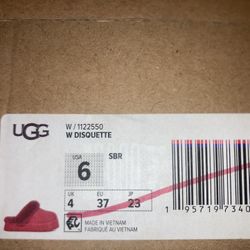 UGG
W / 1122550
W DISQUETTE
USA
6
SBR
UK EU JP
4 37 23
MADE IN VIETNAM
FABRIQUÉ AU VIETNAM
1 95719 7340